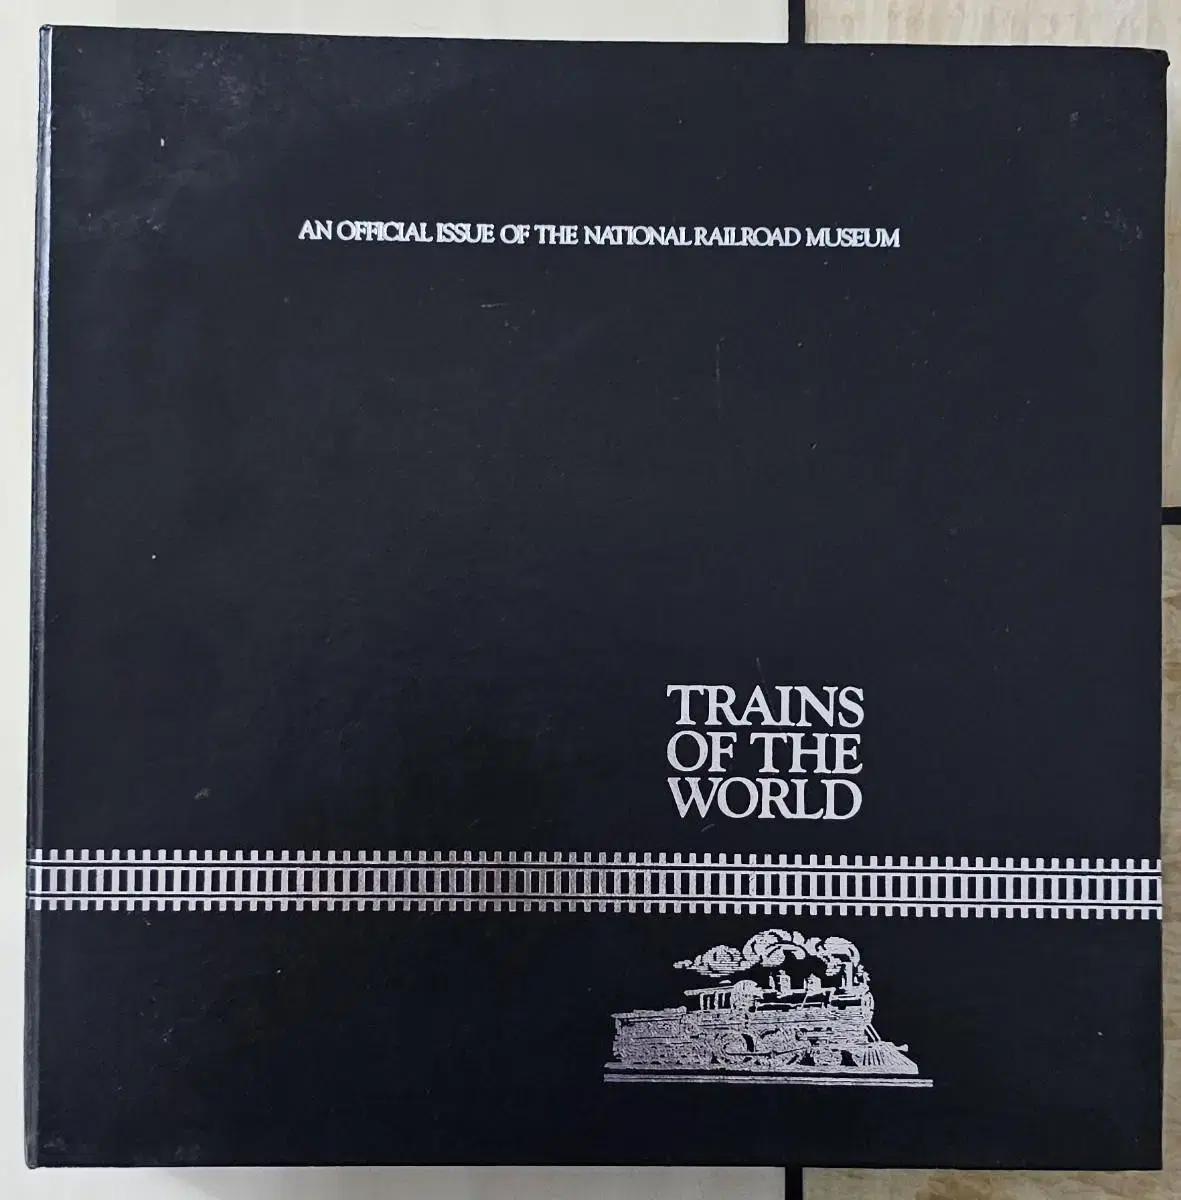 AN OFFICIAL ISSUE OF THE NATIONAL RAILROAD MUSEUM
TRAINS
OF THE
WORLD